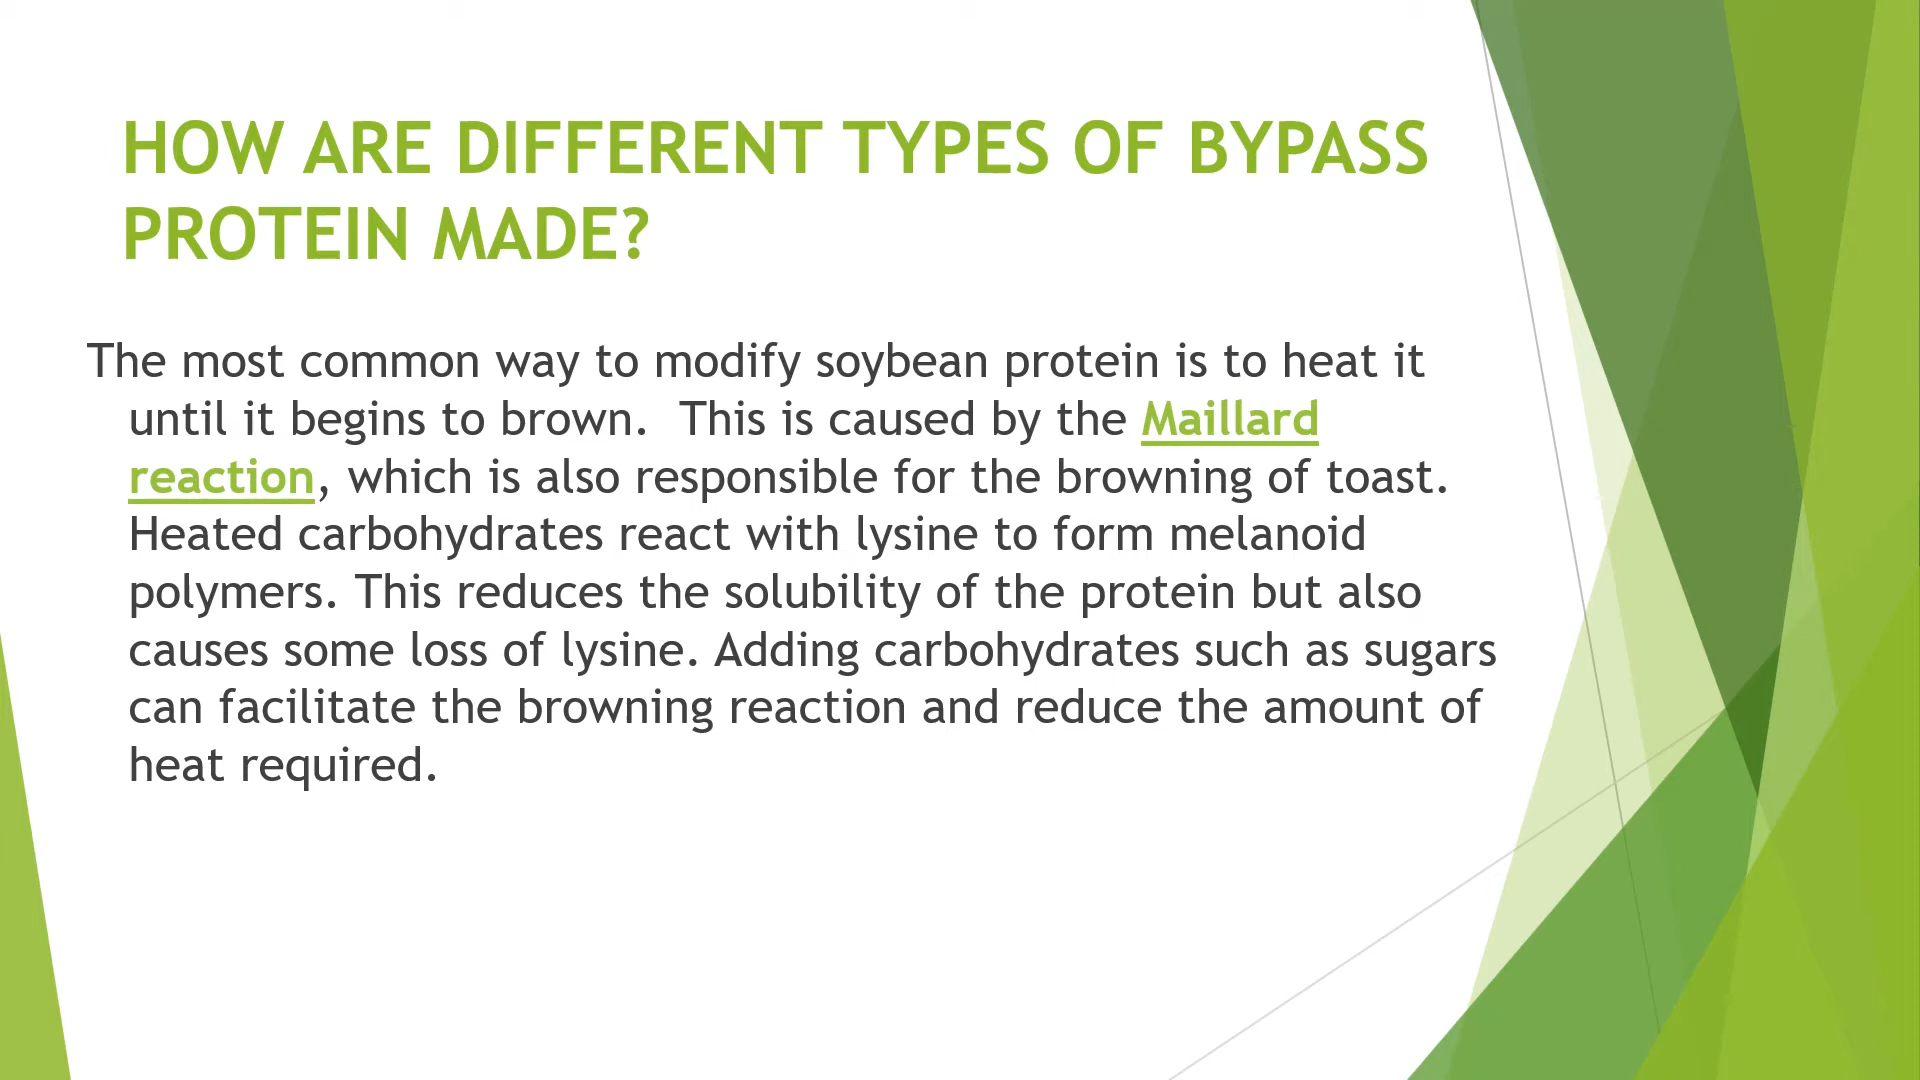 HOW ARE DIFFERENT TYPES OF BYPASS
PROTEIN MADE?
The most common way to modify soybean protein is to heat it
until it begins to brown.  This is caused by the Maillard
reaction, which is also responsible for the browning of toast.
Heated carbohydrates react with lysine to form melanoid
polymers. This reduces the solubility of the protein but also
causes some loss of lysine. Adding carbohydrates such as sugars
can facilitate the browning reaction and reduce the amount of
heat required.